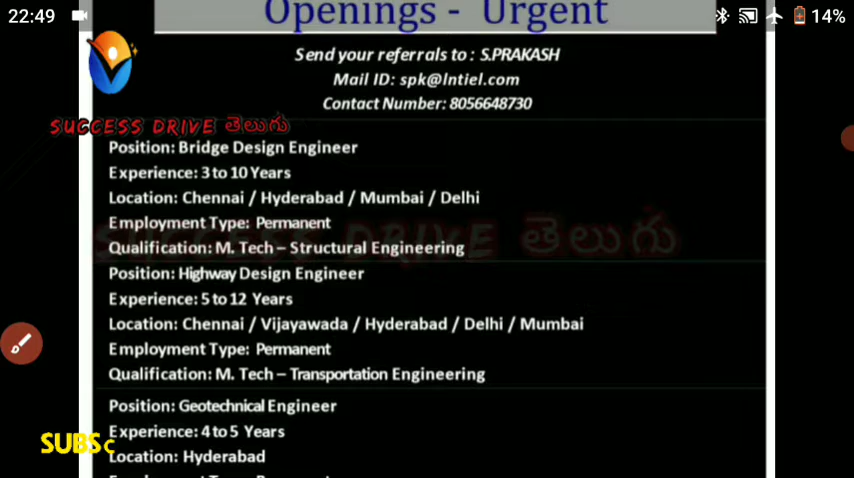 22:49
14%
Openings - Urgent
Send your referrals to : S.PRAKASH
Mail ID: spk@lntiel.com
Contact Number: 8056648730
SUCCESS DRIVE తెలుగు
Position: Bridge Design Engineer
Experience: 3 to 10 Years
Location: Chennai / Hyderabad / Mumbai / Delhi
Employment Type: Permanent
SUCCESS DRIVE తెలుగు
Qualification: M. Tech – Structural Engineering
Position: Highway Design Engineer
Experience: 5 to 12 Years
Location: Chennai / Vijayawada / Hyderabad / Delhi / Mumbai
Employment Type: Permanent
Qualification: M. Tech – Transportation Engineering
Position: Geotechnical Engineer
Experience: 4 to 5 Years
SUBSC
Location: Hyderabad